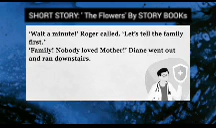 SHORT STORY: ' The Flowers' By STORY BOOKs
'Wait a minute!' Roger called. 'Let's tell the family
first.'
'Family! Nobody loved Mother!' Diane went out
and ran downstairs.